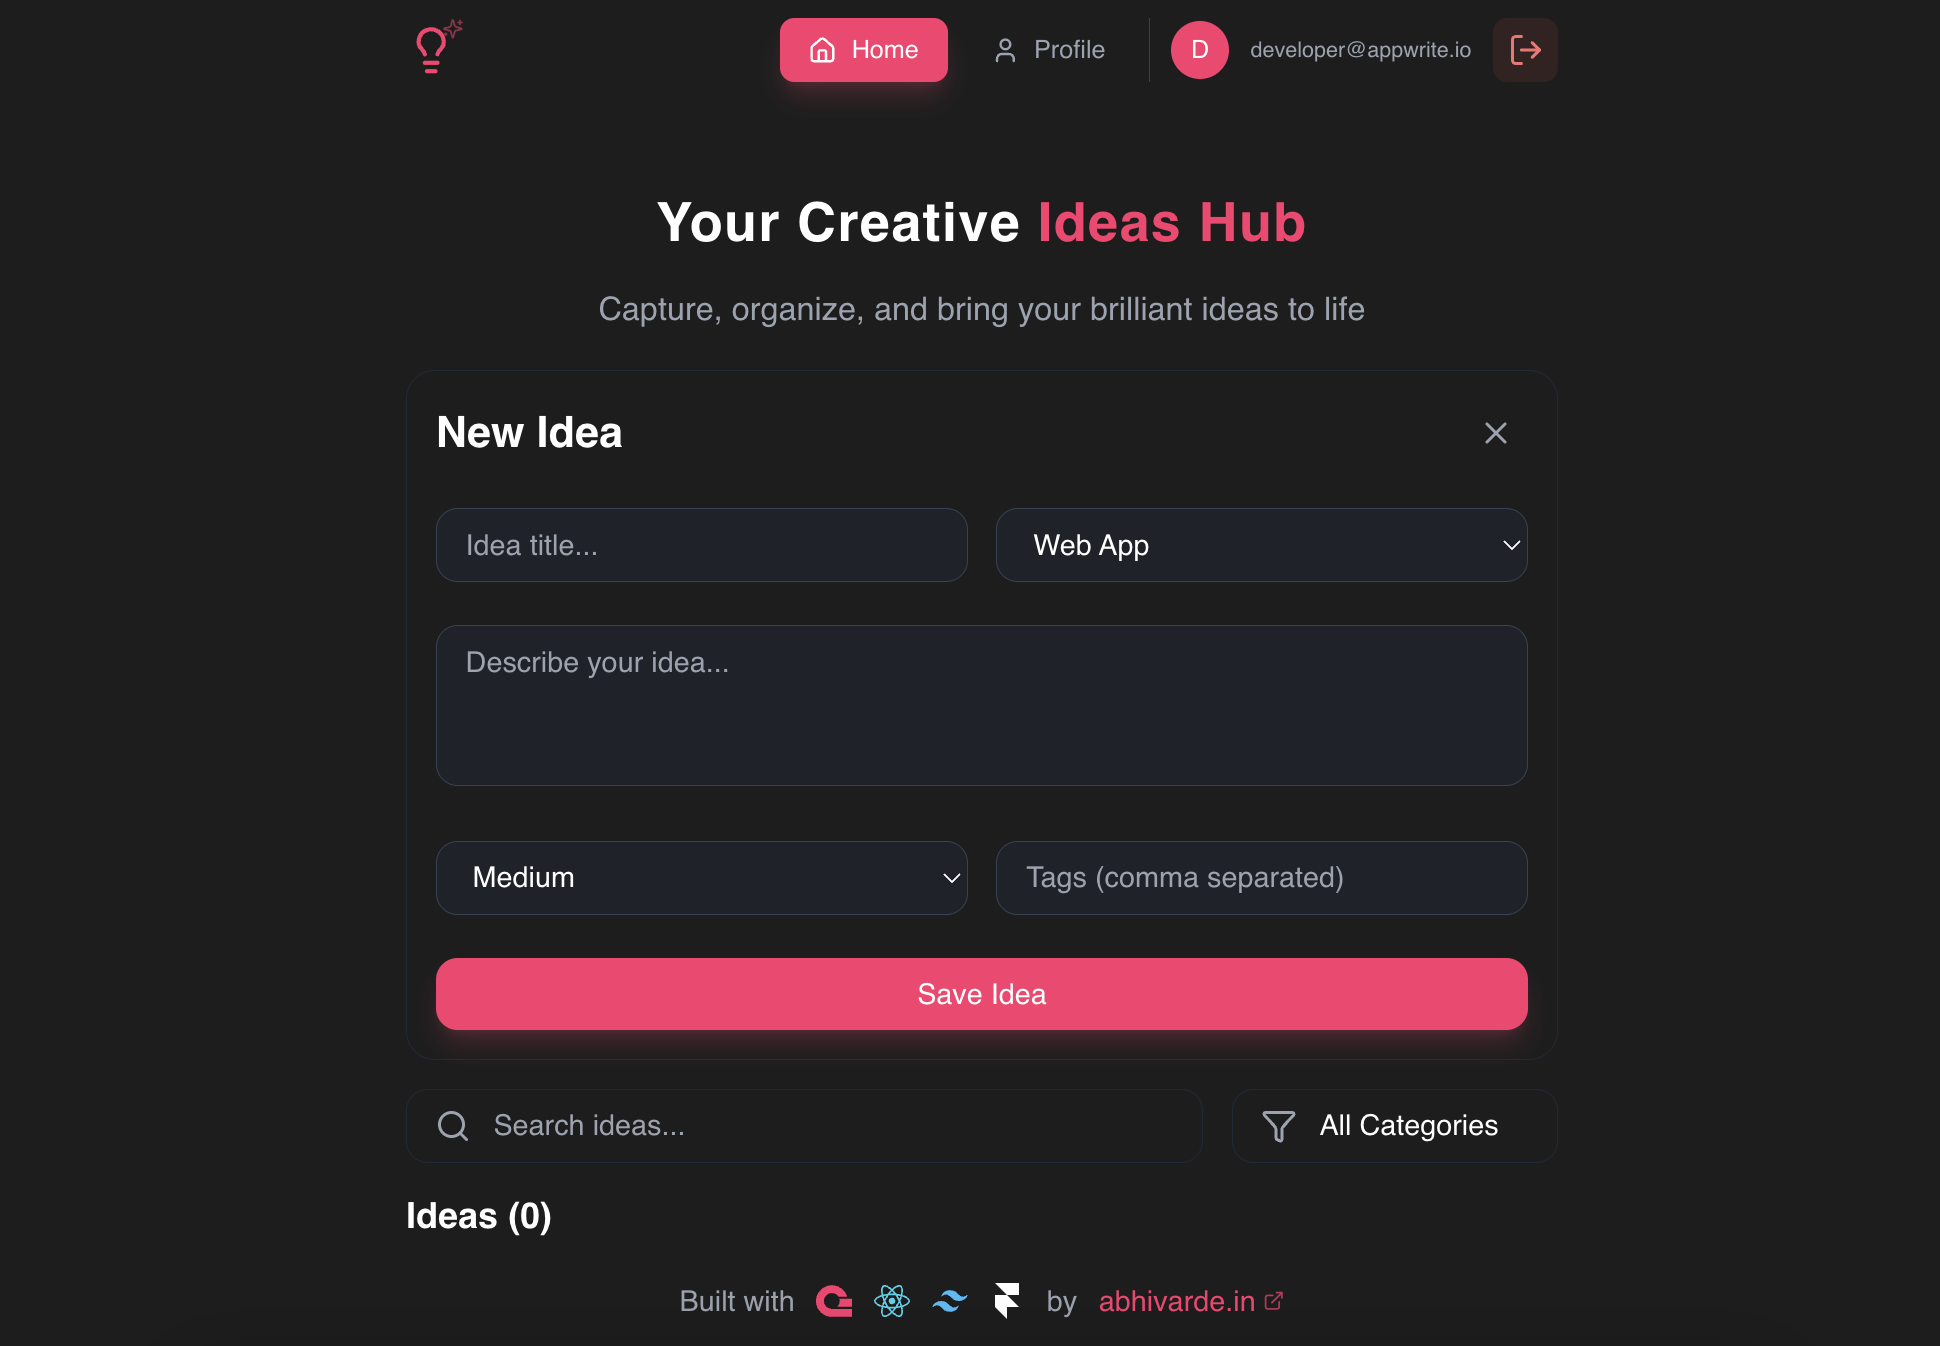 Home
Profile
D
developer@appwrite.io
Your Creative Ideas Hub
Capture, organize, and bring your brilliant ideas to life
New Idea
Idea title...
Web App
Describe your idea...
Medium
Tags (comma separated)
Save Idea
Search ideas...
All Categories
Ideas (0)
Built with by abhivarde.in